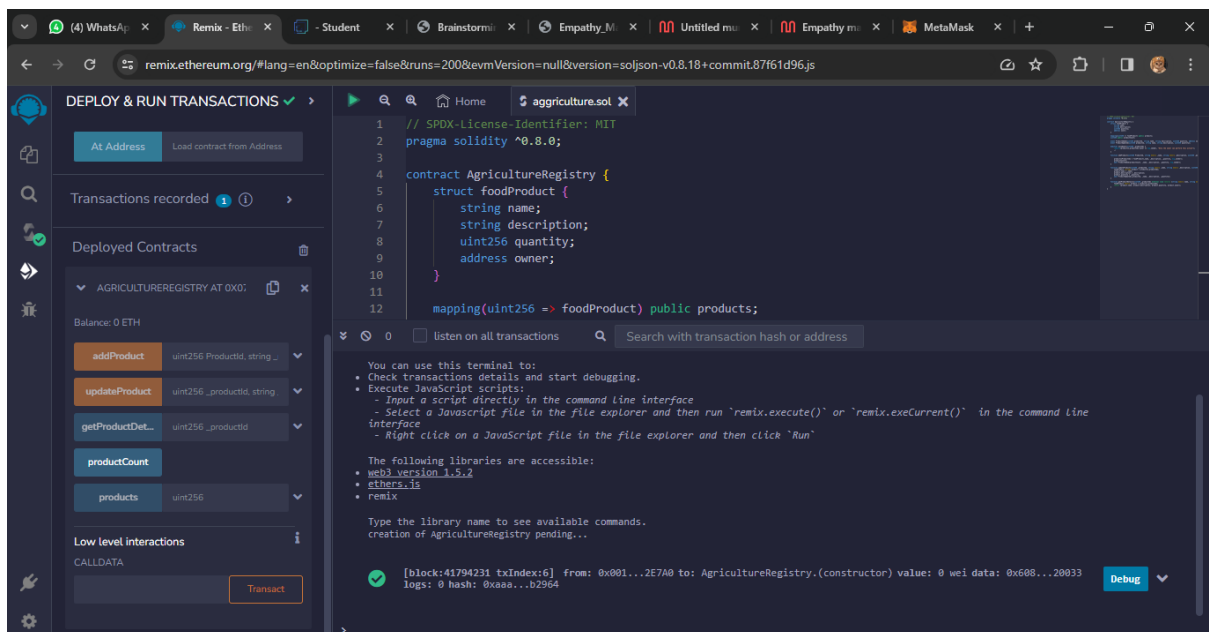 (4) WhatsAp
Remix - Ethe
- Student
Brainstormi
Empathy_M
Untitled mu
Empathy m
MetaMask
remix.ethereum.org/#lang=en&optimize=false&runs=200&evmVersion=null&version=soljson-v0.8.18+commit.87f61d96.js
DEPLOY & RUN TRANSACTIONS
At Address
Load contract from Address
Transactions recorded 1 i
Deployed Contracts
AGRICULTUREREGISTRY AT 0X0
Balance: 0 ETH
addProduct uint256 ProductId, string _
updateProduct uint256 _productId, string
getProductDet... uint256 _productId
productCount
products uint256
Low level interactions i
CALLDATA
Transact
Home
aggriculture.sol
1 // SPDX-License-Identifier: MIT
2 pragma solidity ^0.8.0;
3
4 contract AgricultureRegistry {
5 struct foodProduct {
6 string name;
7 string description;
8 uint256 quantity;
9 address owner;
10 }
11
12 mapping(uint256 => foodProduct) public products;
0 listen on all transactions Search with transaction hash or address
You can use this terminal to:
• Check transactions details and start debugging.
• Execute JavaScript scripts:
- Input a script directly in the command line interface
- Select a Javascript file in the file explorer and then run `remix.execute()` or `remix.exeCurrent()` in the command line
interface
- Right click on a JavaScript file in the file explorer and then click `Run`
The following libraries are accessible:
• web3 version 1.5.2
• ethers.js
• remix
Type the library name to see available commands.
creation of AgricultureRegistry pending...
[block:41794231 txIndex:6] from: 0x001...2E7A0 to: AgricultureRegistry.(constructor) value: 0 wei data: 0x608...20033
logs: 0 hash: 0xaaa...b2964
Debug
>